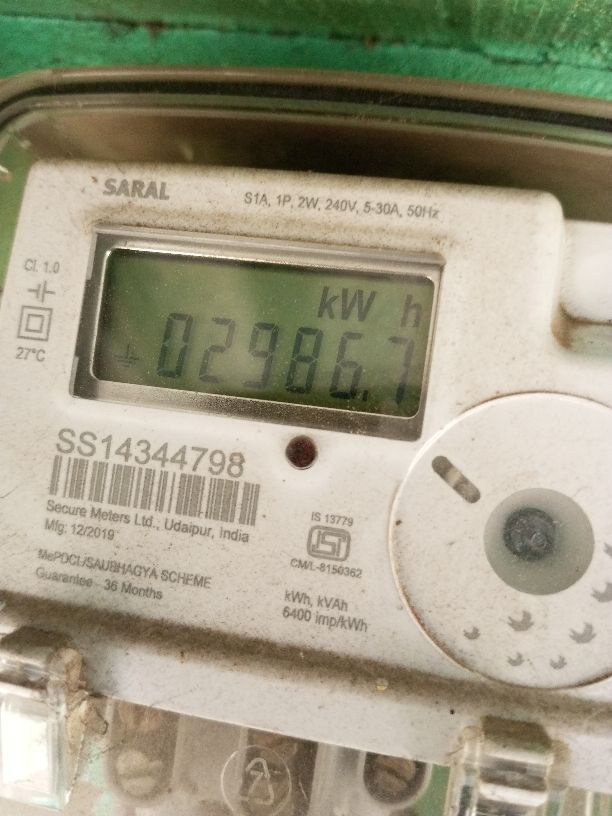 SARAL
S1A, 1P, 2W, 240V, 5-30A, 50Hz
Cl. 1.0
27°C
kW h
02986.7
SS14344798
Secure Meters Ltd., Udaipur, India
Mfg: 12/2019
MePDCL/SAUBHAGYA SCHEME
Guarantee - 36 Months
IS 13779
ISI
CM/L-8150362
kWh, kVAh
6400 imp/kWh